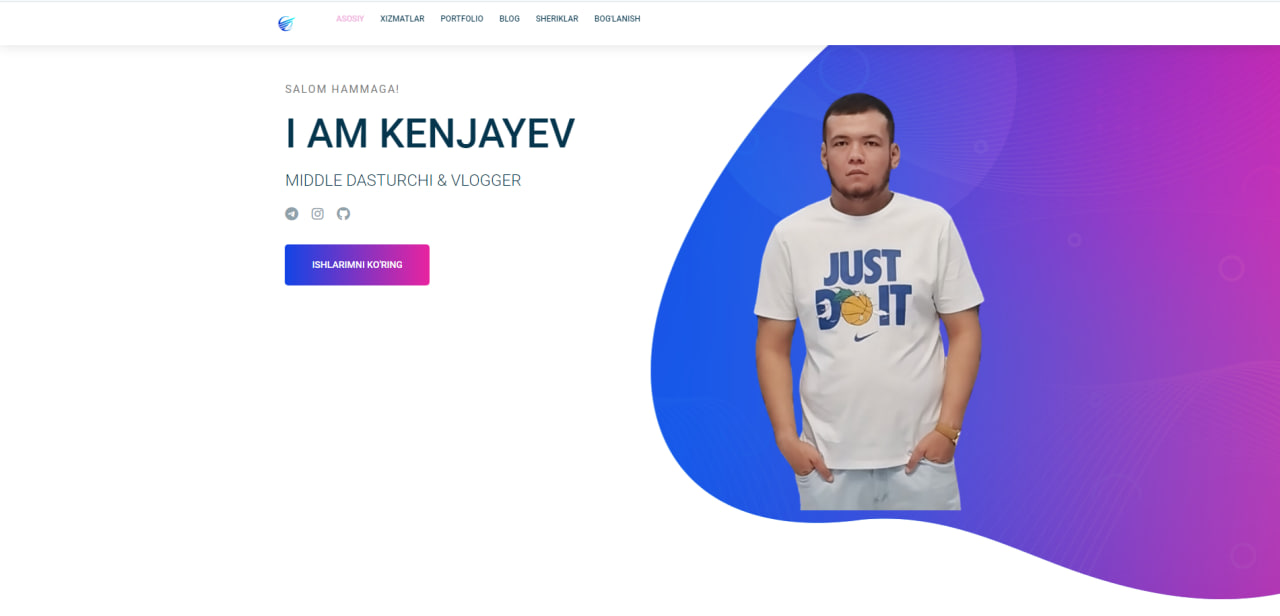 ASOSIY XIZMATLAR PORTFOLIO BLOG SHERIKLAR BOG'LANISH
SALOM HAMMAGA!
I AM KENJAYEV
MIDDLE DASTURCHI & VLOGGER
ISHLARIMNI KO'RING
JUST
DO IT